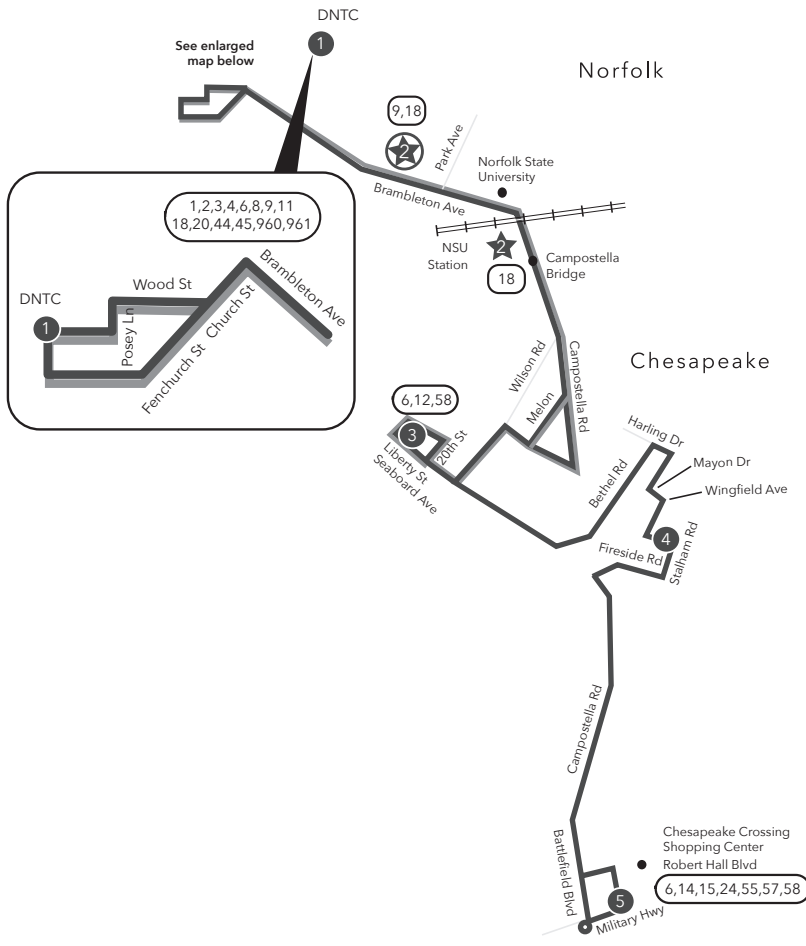 DNTC
1
See enlarged
map below
Norfolk
9,18
2
Park Ave
Norfolk State
University
Brambleton Ave
NSU
Station
2
18
Campostella
Bridge
1,2,3,4,6,8,9,11
18,20,44,45,960,961
Wood St
Brambleton Ave
DNTC
1
Posey Ln
Church St
Fenchurch St
Chesapeake
Wilson Rd
Campostella Rd
Melon
6,12,58
3
20th St
Liberty St
Seaboard Ave
Harling Dr
Mayon Dr
Bethel Rd
Wingfield Ave
4
Fireside Rd
Stalham Rd
Campostella Rd
Battlefield Blvd
Chesapeake Crossing
Shopping Center
Robert Hall Blvd
6,14,15,24,55,57,58
5
Military Hwy